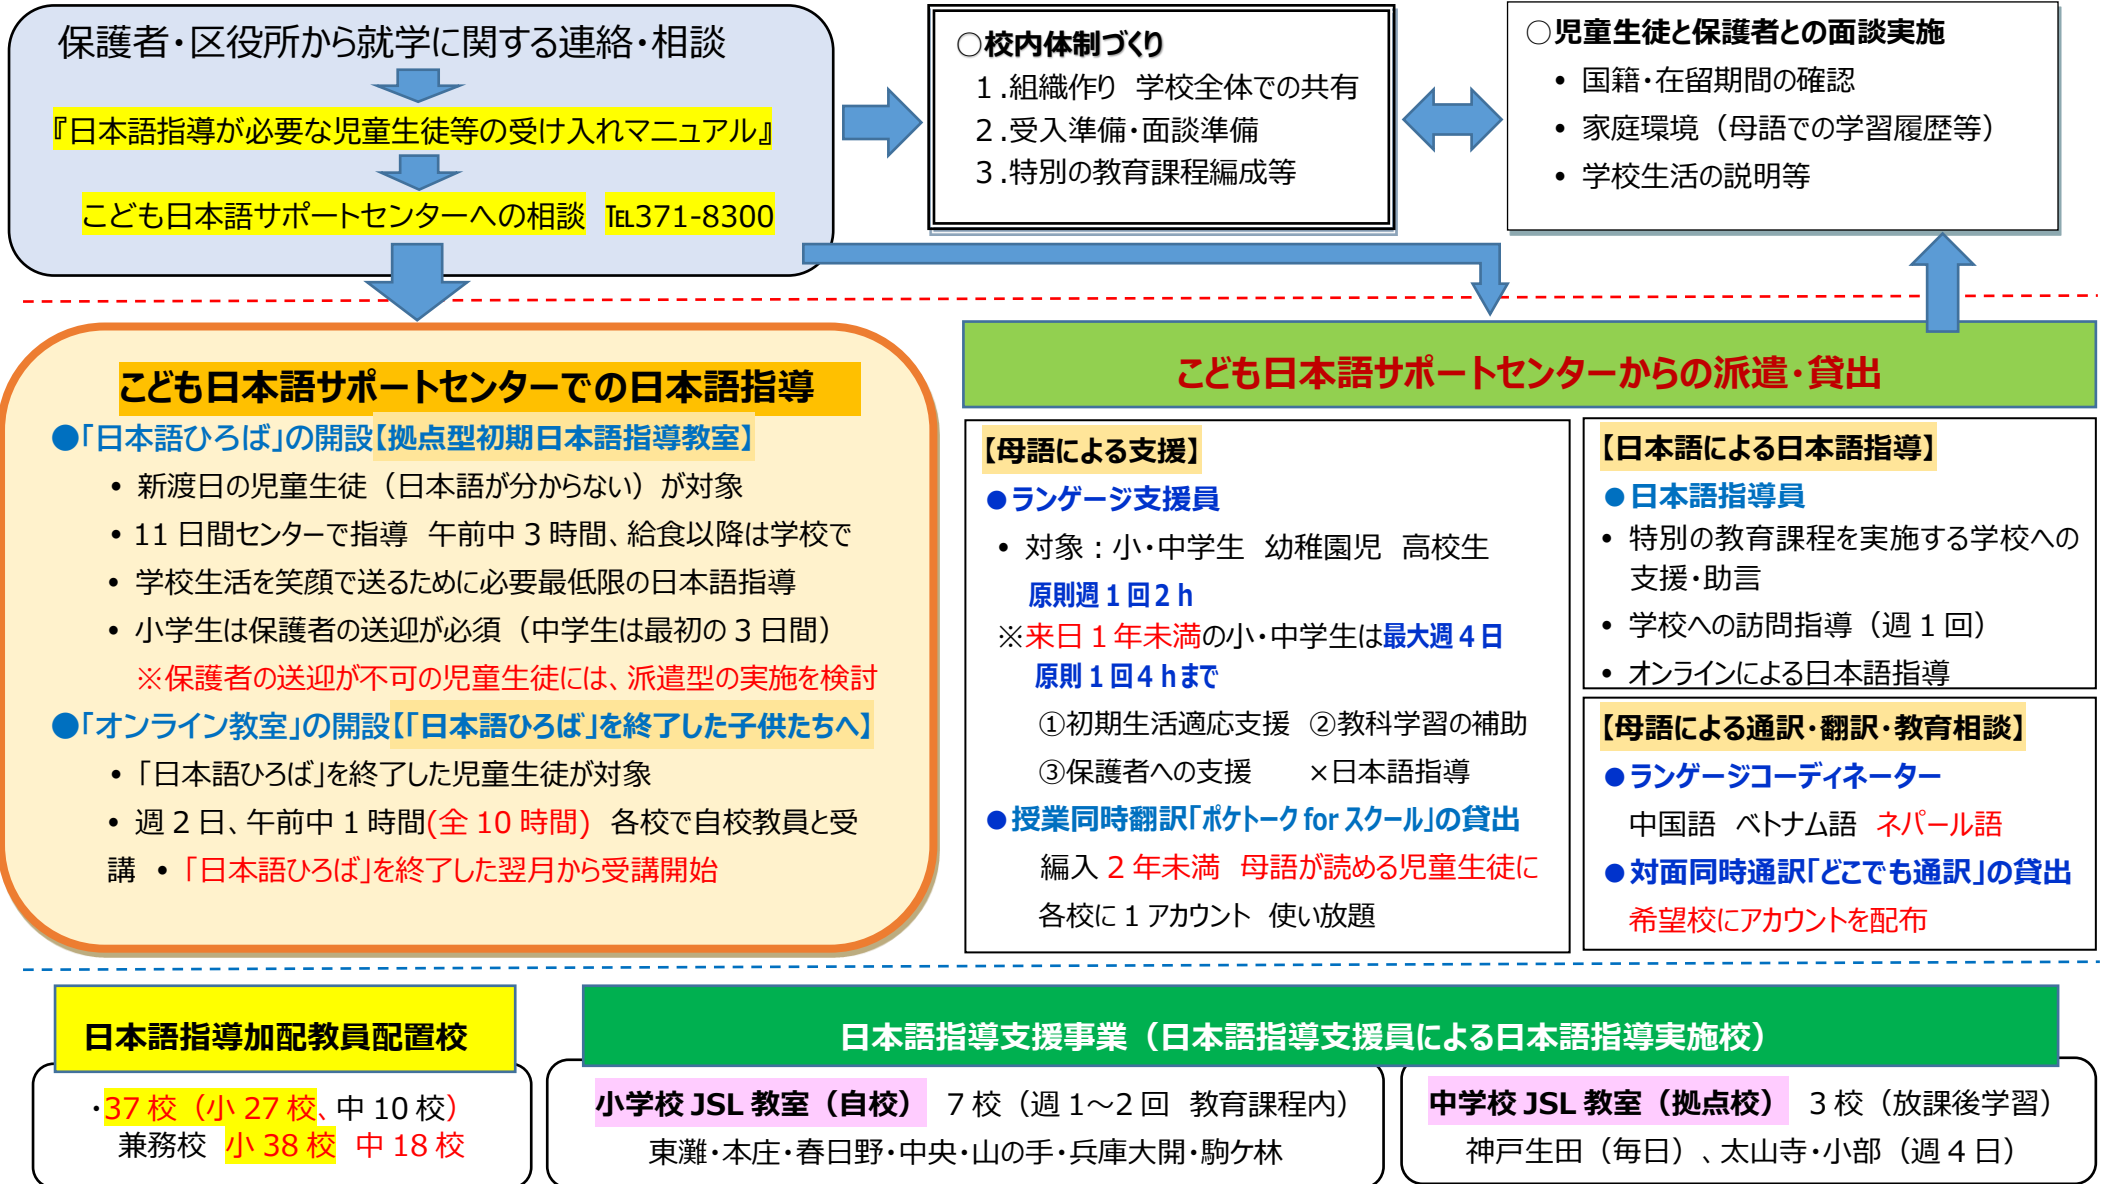 保護者・区役所から就学に関する連絡・相談
『日本語指導が必要な児童生徒等の受け入れマニュアル』
こども日本語サポートセンターへの相談　℡371-8300
○校内体制づくり
1.組織作り　学校全体での共有
2.受入準備・面談準備
3.特別の教育課程編成等
○児童生徒と保護者との面談実施
• 国籍・在留期間の確認
• 家庭環境（母語での学習履歴等）
• 学校生活の説明等
こども日本語サポートセンターでの日本語指導
●「日本語ひろば」の開設【拠点型初期日本語指導教室】
• 新渡日の児童生徒（日本語が分からない）が対象
• 11日間センターで指導　午前中3時間、給食以降は学校で
• 学校生活を笑顔で送るために必要最低限の日本語指導
• 小学生は保護者の送迎が必須（中学生は最初の3日間）
※保護者の送迎が不可の児童生徒には、派遣型の実施を検討
●「オンライン教室」の開設【「日本語ひろば」を終了した子供たちへ】
• 「日本語ひろば」を終了した児童生徒が対象
• 週2日、午前中1時間(全10時間)　各校で自校教員と受
講　• 「日本語ひろば」を終了した翌月から受講開始
こども日本語サポートセンターからの派遣・貸出
【母語による支援】
●ランゲージ支援員
• 対象：小・中学生　幼稚園児　高校生
原則週1回2h
※来日1年未満の小・中学生は最大週4日
原則1回4hまで
①初期生活適応支援　②教科学習の補助
③保護者への支援　　×日本語指導
●授業同時翻訳「ポケトーク for スクール」の貸出
編入2年未満　母語が読める児童生徒に
各校に1アカウント　使い放題
【日本語による日本語指導】
●日本語指導員
• 特別の教育課程を実施する学校への
支援・助言
• 学校への訪問指導（週1回）
• オンラインによる日本語指導
【母語による通訳・翻訳・教育相談】
●ランゲージコーディネーター
中国語　ベトナム語　ネパール語
●対面同時通訳「どこでも通訳」の貸出
希望校にアカウントを配布
日本語指導加配教員配置校
・37校（小27校、中10校）
兼務校　小38校　中18校
日本語指導支援事業（日本語指導支援員による日本語指導実施校）
小学校JSL教室（自校）　7校（週1～2回　教育課程内）
東灘・本庄・春日野・中央・山の手・兵庫大開・駒ケ林
中学校JSL教室（拠点校）　3校（放課後学習）
神戸生田（毎日）、太山寺・小部（週4日）